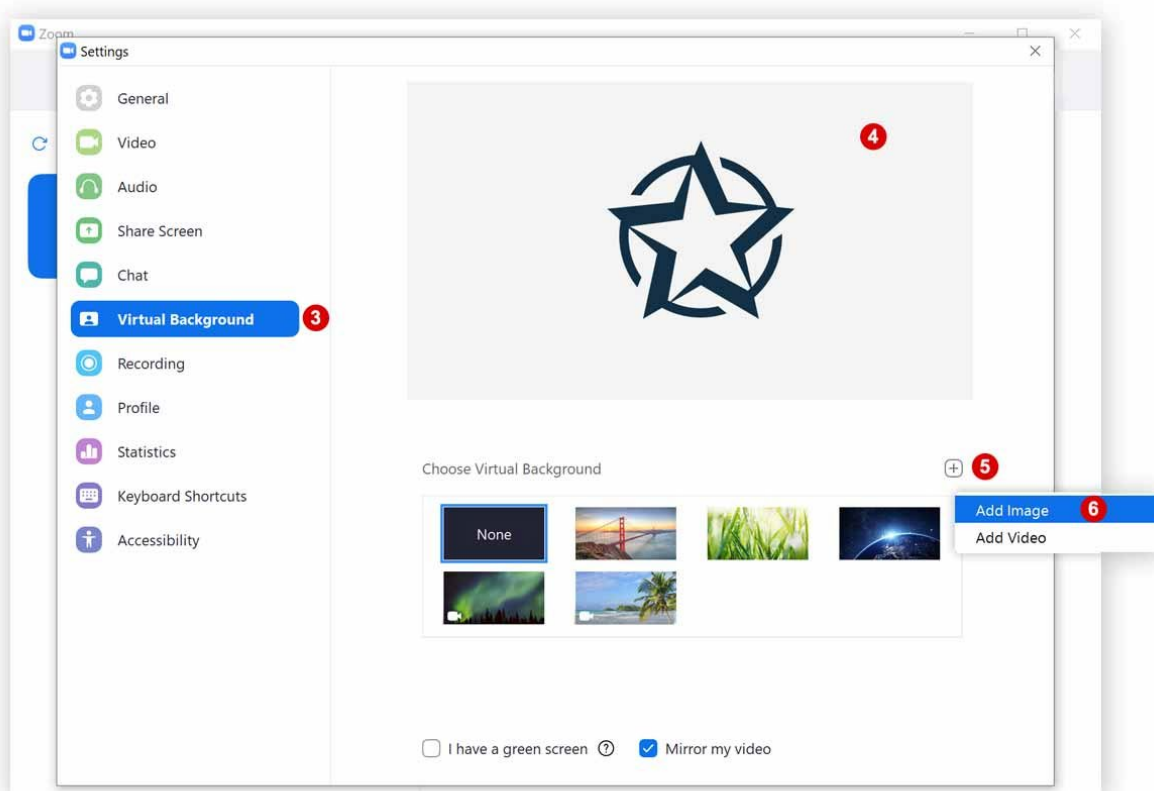 Zoom
Settings
General
Video
4
Audio
Share Screen
Chat
Virtual Background 3
Recording
Profile
Statistics
Choose Virtual Background 5
Keyboard Shortcuts
Add Image 6
None
Add Video
Accessibility
I have a green screen ? Mirror my video